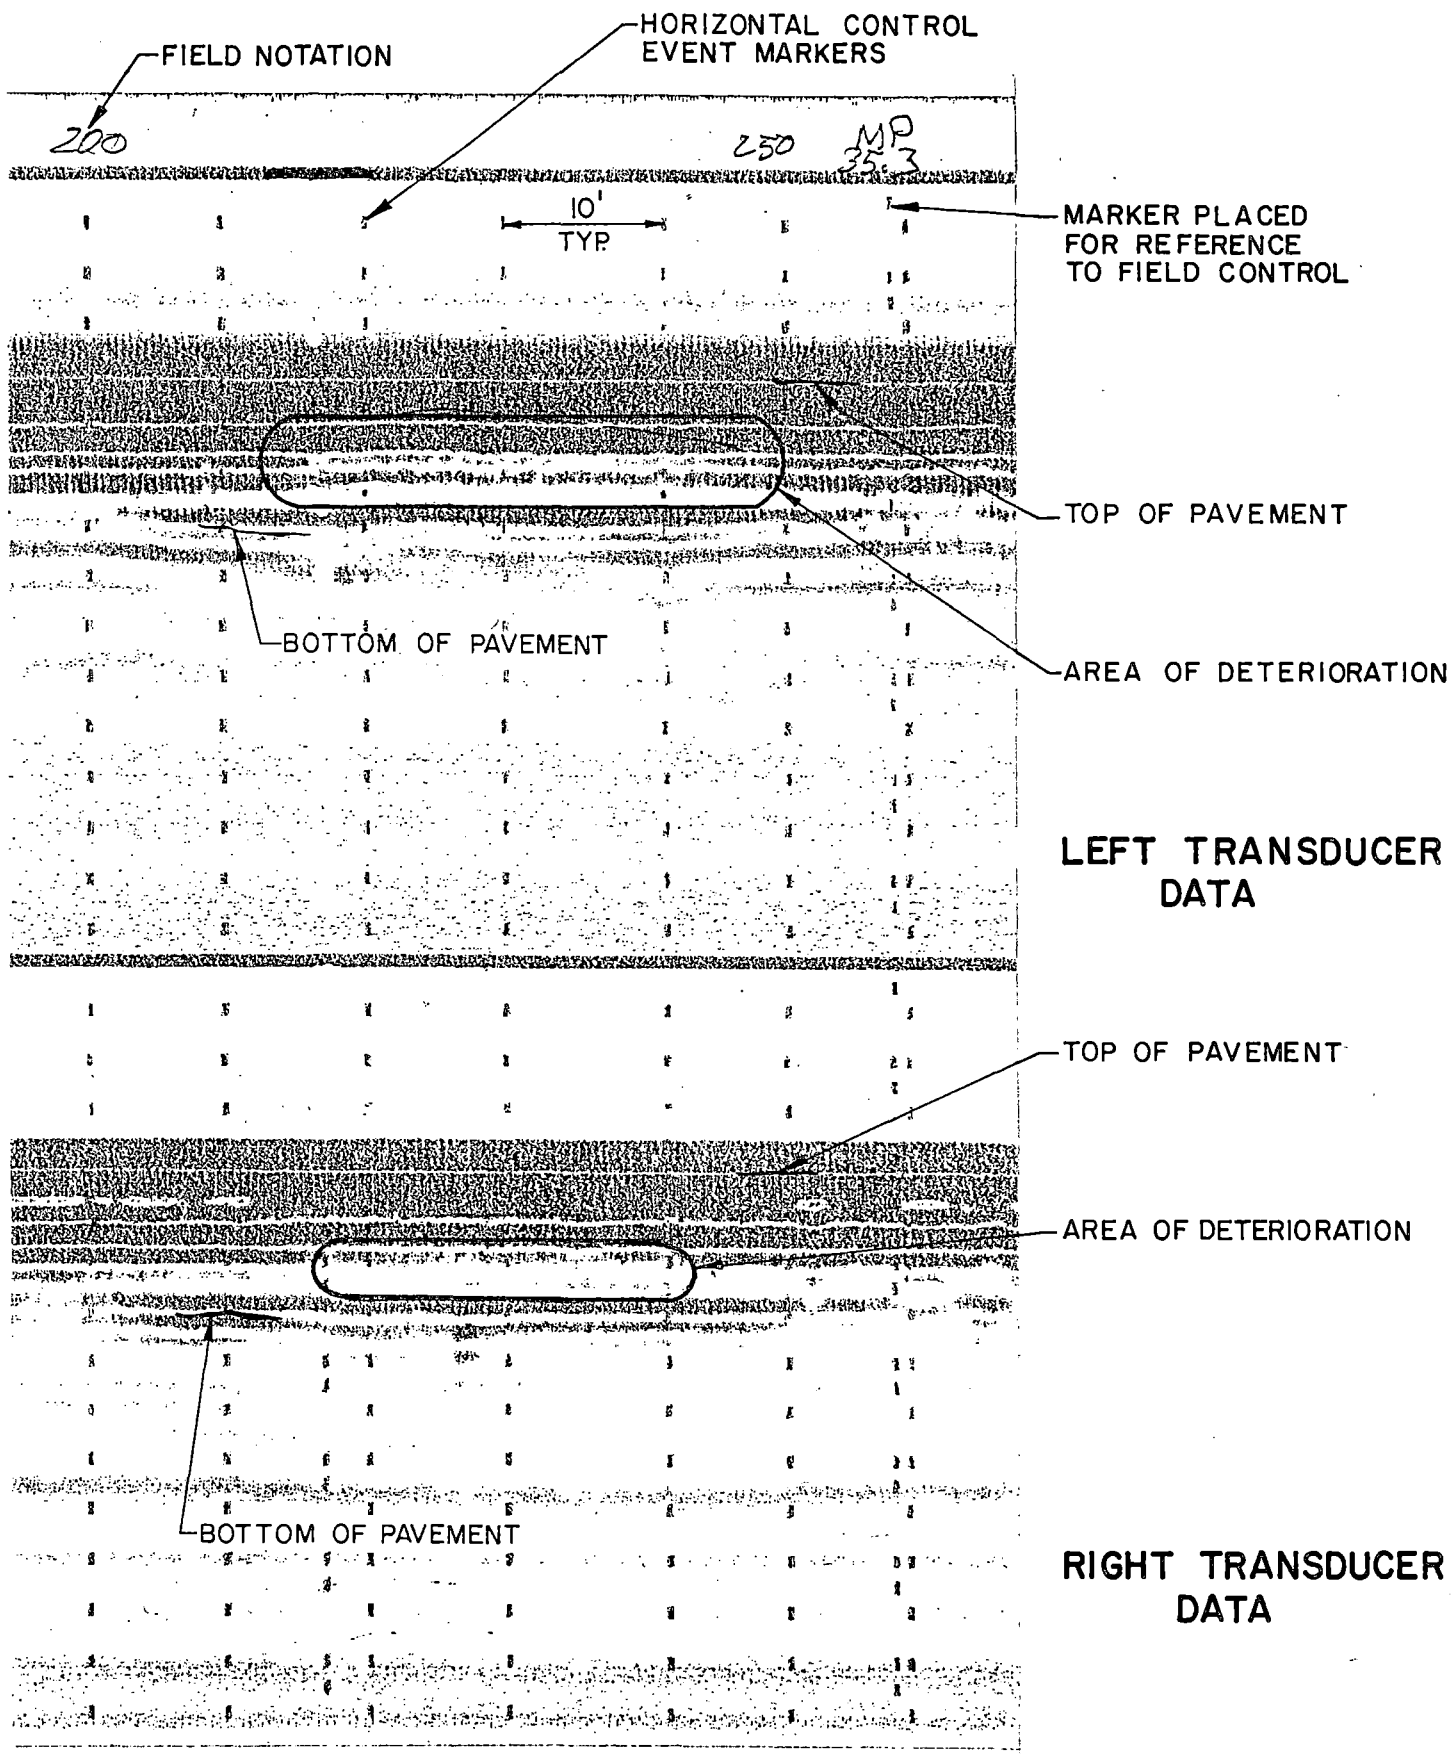 HORIZONTAL CONTROL
EVENT MARKERS
FIELD NOTATION
200
250
MP
35.3
10'
TYP.
MARKER PLACED
FOR REFERENCE
TO FIELD CONTROL
TOP OF PAVEMENT
BOTTOM OF PAVEMENT
AREA OF DETERIORATION
LEFT TRANSDUCER
DATA
TOP OF PAVEMENT
AREA OF DETERIORATION
BOTTOM OF PAVEMENT
RIGHT TRANSDUCER
DATA